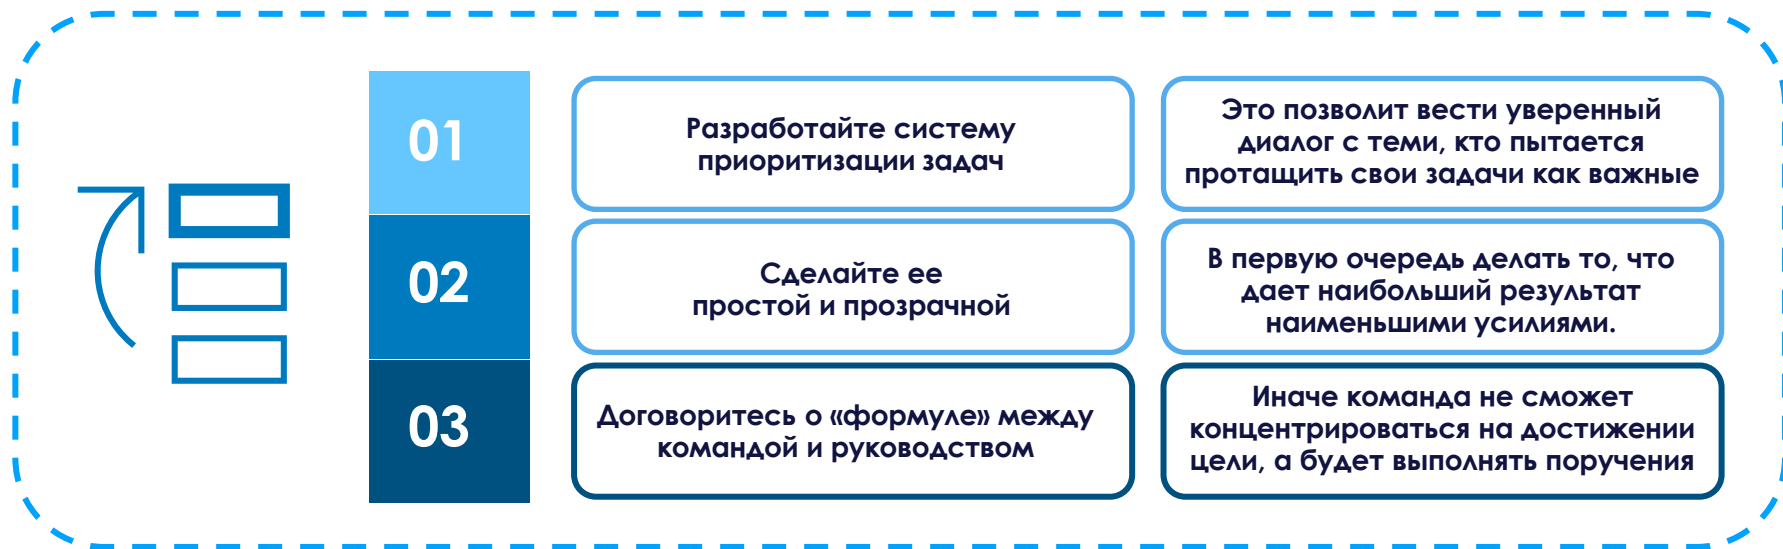 01
Разработайте систему
приоритизации задач
Это позволит вести уверенный
диалог с теми, кто пытается
протащить свои задачи как важные
02
Сделайте ее
простой и прозрачной
В первую очередь делать то, что
дает наибольший результат
наименьшими усилиями.
03
Договоритесь о «формуле» между
командой и руководством
Иначе команда не сможет
концентрироваться на достижении
цели, а будет выполнять поручения